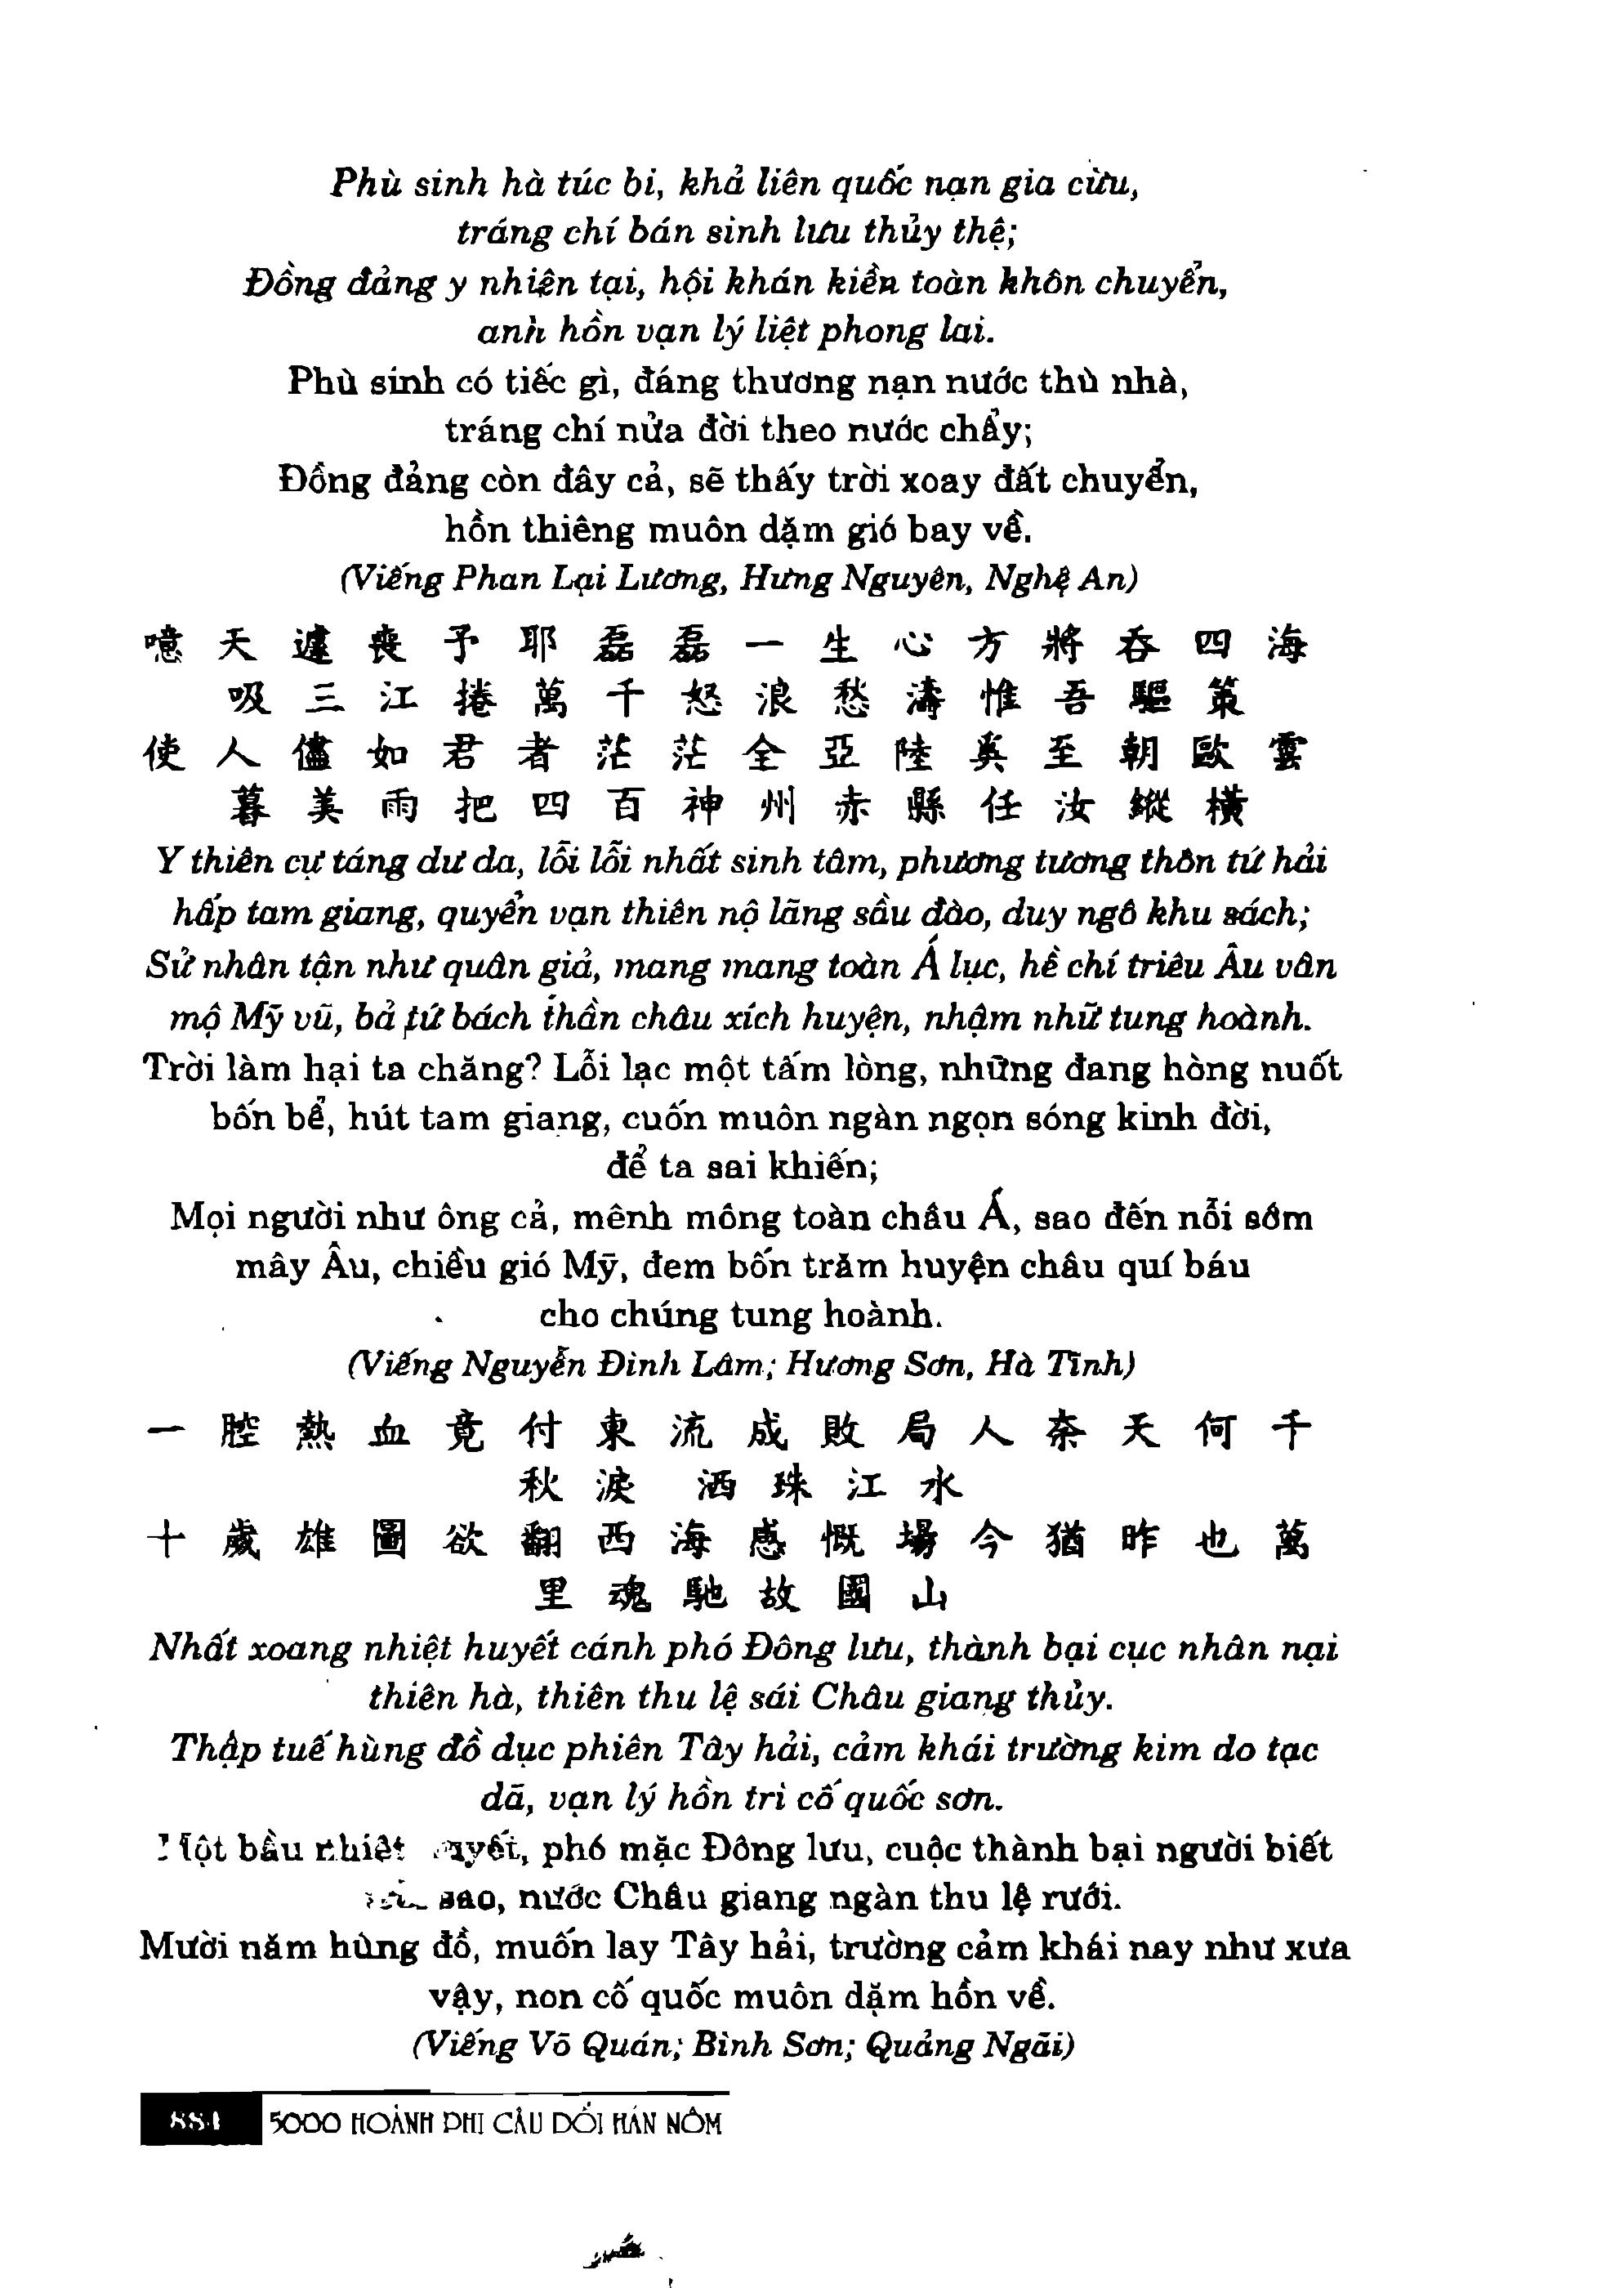 Phù sinh hà túc bi, khả liên quốc nạn gia cừu,
tráng chí bán sinh lưu thủy thệ;
Đồng đảng y nhiên tại, hội khán kiền toàn khôn chuyển,
anh hồn vạn lý liệt phong lai.
Phù sinh có tiếc gì, đáng thương nạn nước thù nhà,
tráng chí nửa đời theo nước chẩy;
Đồng đảng còn đây cả, sẽ thấy trời xoay đất chuyển,
hồn thiêng muôn dặm gió bay về.
(Viếng Phan Lại Lương, Hưng Nguyên, Nghệ An)
噫天遽喪予耶磊磊一生心方將吞四海
吸三江捲萬千怒浪愁濤惟吾驅策
使人儘如君者茫茫全亞陸奚至朝歐雲
暮美雨把四百神州赤縣任汝縱橫
Y thiên cự táng dư da, lỗi lỗi nhất sinh tâm, phương tương thôn tứ hải
hấp tam giang, quyển vạn thiên nộ lãng sầu đào, duy ngô khu sách;
Sử nhân tận như quân giả, mang mang toàn Á lục, hề chí triêu Âu vân
mộ Mỹ vũ, bả tứ bách thần châu xích huyện, nhậm nhữ tung hoành.
Trời làm hại ta chăng? Lỗi lạc một tấm lòng, những đang hòng nuốt
bốn bể, hút tam giang, cuốn muôn ngàn ngọn sóng kinh đời,
để ta sai khiến;
Mọi người như ông cả, mênh mông toàn châu Á, sao đến nỗi sớm
mây Âu, chiều gió Mỹ, đem bốn trăm huyện châu quí báu
cho chúng tung hoành.
(Viếng Nguyễn Đình Lâm; Hương Sơn, Hà Tĩnh)
一腔熱血竟付東流成敗局人奈天何千
秋淚洒珠江水
十歲雄圖欲翻西海感慨場今猶昨也萬
里魂馳故國山
Nhất xoang nhiệt huyết cánh phó Đông lưu, thành bại cục nhân nại
thiên hà, thiên thu lệ sái Châu giang thủy.
Thập tuế hùng đồ dục phiên Tây hải, cảm khái trường kim do tạc
dã, vạn lý hồn trì cố quốc sơn.
Một bầu nhiệt huyết, phó mặc Đông lưu, cuộc thành bại người biết
sao, nước Châu giang ngàn thu lệ rưới.
Mười năm hùng đồ, muốn lay Tây hải, trường cảm khái nay như xưa
vậy, non cố quốc muôn dặm hồn về.
(Viếng Võ Quán; Bình Sơn; Quảng Ngãi)
884 5000 HOÀNH PHI CÂU ĐỐI HÁN NÔM